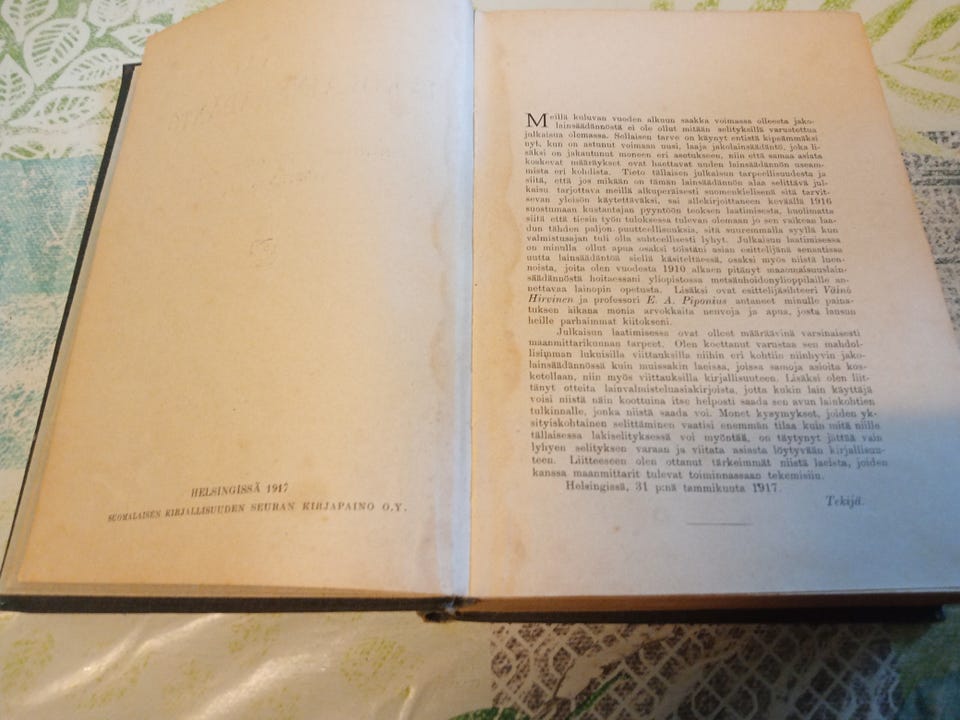 HELSINGISSÄ 1917
SUOMALAISEN KIRJALLISUUDEN SEURAN KIRJAPAINO O.Y.
Meillä kuluvan vuoden alkuun saakka voimassa olleesta jako-
lainsäädännöstä ei ole ollut mitään selityksillä varustettua
julkaisua olemassa. Sellaisen tarve on käynyt entistä kipeämmäksi
nyt, kun on astunut voimaan uusi, laaja jakolainsäädäntö, joka li-
säksi on jakautunut moneen eri asetukseen, niin että samaa asiata
koskevat määräykset ovat haettavat uuden lainsäädännön useam-
mista eri kohdista. Tieto tällaisen julkaisun tarpeellisuudesta ja
siitä, että jos mikään on tämän lainsäädännön alaa selittävä jul-
kaisu tarjottava meillä alkuperäisesti suomenkielisenä sitä tarvit-
sevan yleisön käytettäväksi, sai allekirjoittaneen keväällä 1916
suostumaan kustantajan pyyntöön teoksen laatimisesta, huolimatta
siitä että tiesin työn tuloksessa tulevan olemaan jo sen vaikean laa-
dun tähden paljon puutteellisuuksia, sitä suuremmalla syyllä kun
valmistusajan tuli olla suhteellisesti lyhyt. Julkaisun laatimisessa
on minulla ollut apua osaksi töistäni asian esittelijänä senaatissa
uutta lainsäädäntöä siellä käsiteltäessä, osaksi myös niistä luen-
noista, joita olen vuodesta 1910 alkaen pitänyt maaomaisuuslain-
säädännöstä hoitaessani yliopistossa metsänhoidonylioppilaille an-
nettavaa lainopin opetusta. Lisäksi ovat esittelijäsihteeri Väinö
Hirvinen ja professori E. A. Piponius antaneet minulle paina-
tuksen aikana monia arvokkaita neuvoja ja apua, josta lausun
heille parhaimmat kiitokseni.
Julkaisun laatimisessa ovat olleet määräävinä varsinaisesti
maanmittarikunnan tarpeet. Olen koettanut varustaa sen mahdol-
lisimman lukuisilla viittauksilla niihin eri kohtiin niinhyvin jako-
lainsäädännössä kuin muissakin laeissa, joissa samoja asioita kos-
ketellaan, niin myös viittauksilla kirjallisuuteen. Lisäksi olen liit-
tänyt otteita lainvalmisteluasiakirjoista, jotta kukin lain käyttäjä
voisi niistä näin koottuina itse helposti saada sen avun lainkohtien
tulkinnalle, jonka niistä saada voi. Monet kysymykset, joiden yk-
sityiskohtainen selittäminen vaatisi enemmän tilaa kuin mitä niille
tällaisessa lakiselityksessä voi myöntää, on täytynyt jättää vain
lyhyen selityksen varaan ja viitata asiasta löytyvään kirjallisuu-
teen. Liitteeseen olen ottanut tärkeimmät niistä laeista, joiden
kanssa maanmittarit tulevat toiminnassaan tekemisiin.
Helsingissä, 31 p:nä tammikuuta 1917.
Tekijä.